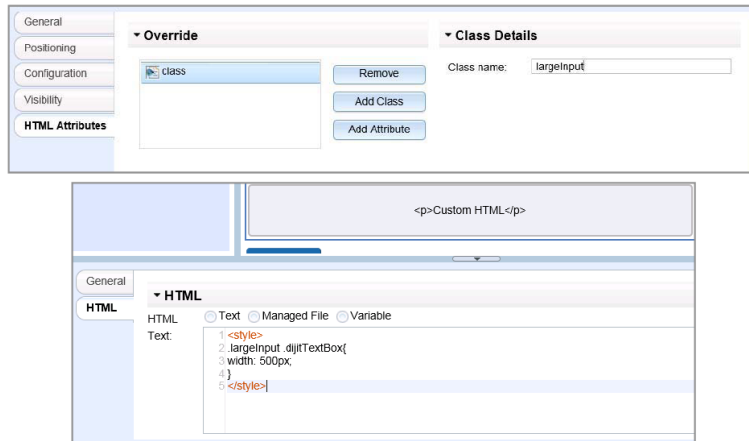 General
Positioning
Configuration
Visibility
HTML Attributes
Override
class
Remove
Add Class
Add Attribute
Class Details
Class name: largeInput
<p>Custom HTML</p>
General
HTML
HTML
HTML Text Managed File Variable
Text:
1 <style>
2 .largeInput .dijitTextBox{
3 width: 500px;
4 }
5 </style>